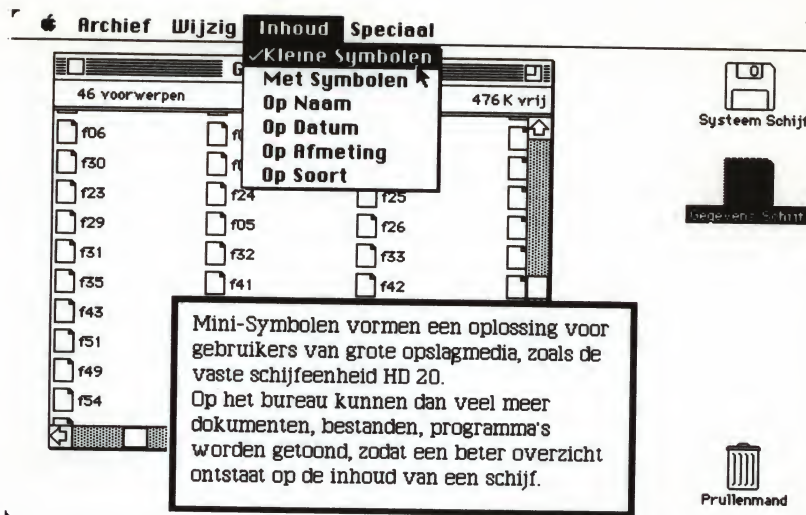 Archief Wijzig Inhoud Speciaal
✓Kleine Symbolen
Met Symbolen
Op Naam
Op Datum
Op Afmeting
Op Soort
46 voorwerpen
476K vrij
f06
f30
f23 f24 f25
f29 f05 f26
f31 f32 f33
f35 f41 f42
f43
f51
f49
f54
Systeem Schijf
Gegevens Schijf
Prullenmand
Mini-Symbolen vormen een oplossing voor
gebruikers van grote opslagmedia, zoals de
vaste schijfeenheid HD 20.
Op het bureau kunnen dan veel meer
dokumenten, bestanden, programma's
worden getoond, zodat een beter overzicht
ontstaat op de inhoud van een schijf.